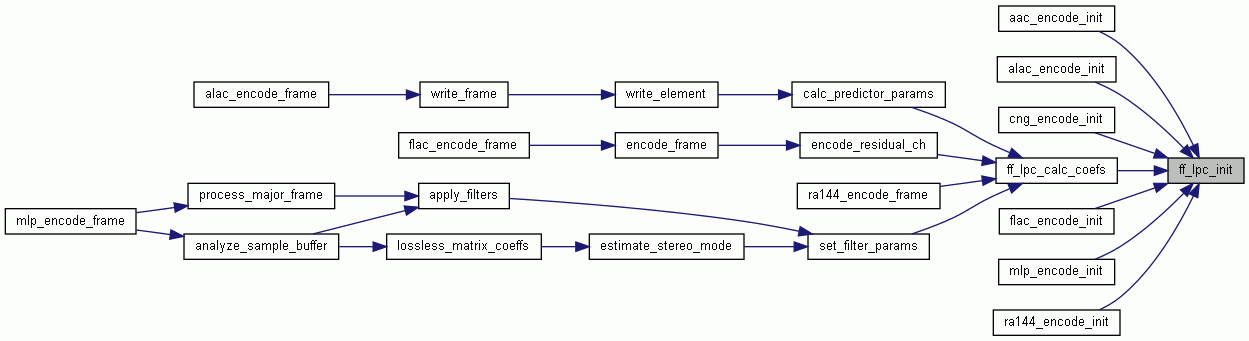 aac_encode_init
alac_encode_init
alac_encode_frame
write_frame
write_element
calc_predictor_params
cng_encode_init
flac_encode_frame
encode_frame
encode_residual_ch
ff_lpc_calc_coefs
ff_lpc_init
process_major_frame
apply_filters
ra144_encode_frame
mlp_encode_frame
flac_encode_init
analyze_sample_buffer
lossless_matrix_coeffs
estimate_stereo_mode
set_filter_params
mlp_encode_init
ra144_encode_init